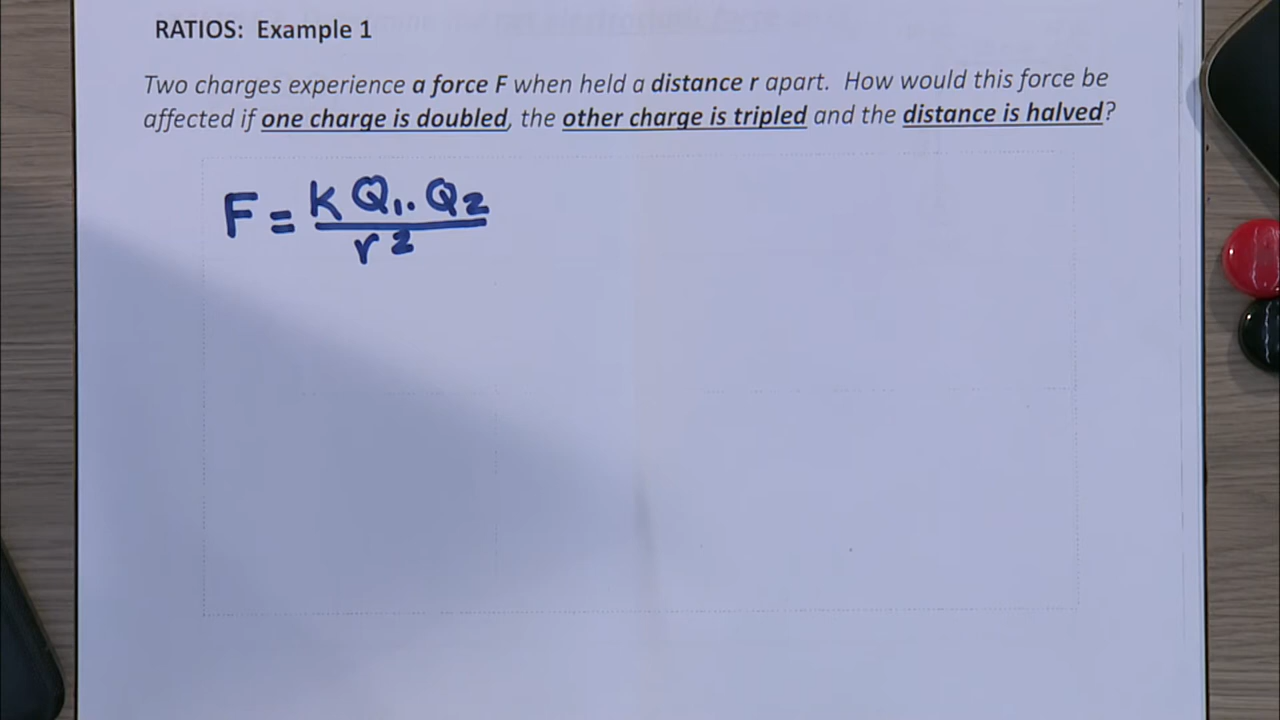 RATIOS: Example 1
Two charges experience a force F when held a distance r apart. How would this force be
affected if one charge is doubled, the other charge is tripled and the distance is halved?
F = k Q₁. Q₂
r²